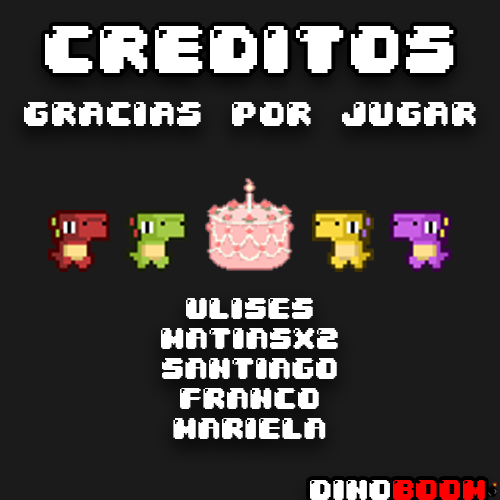 CREDITOS
GRACIAS POR JUGAR
ULISES
MATIASX2
SANTIAGO
FRANCO
MARIELA
DINOBOOM